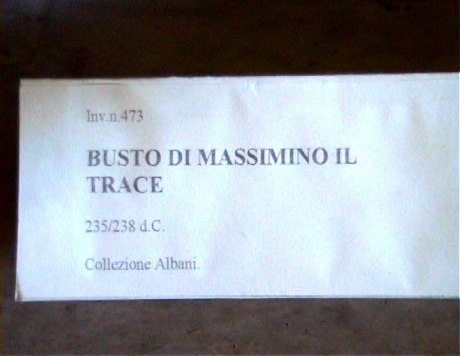 Inv.n.473
BUSTO DI MASSIMINO IL
TRACE
235/238 d.C.
Collezione Albani.